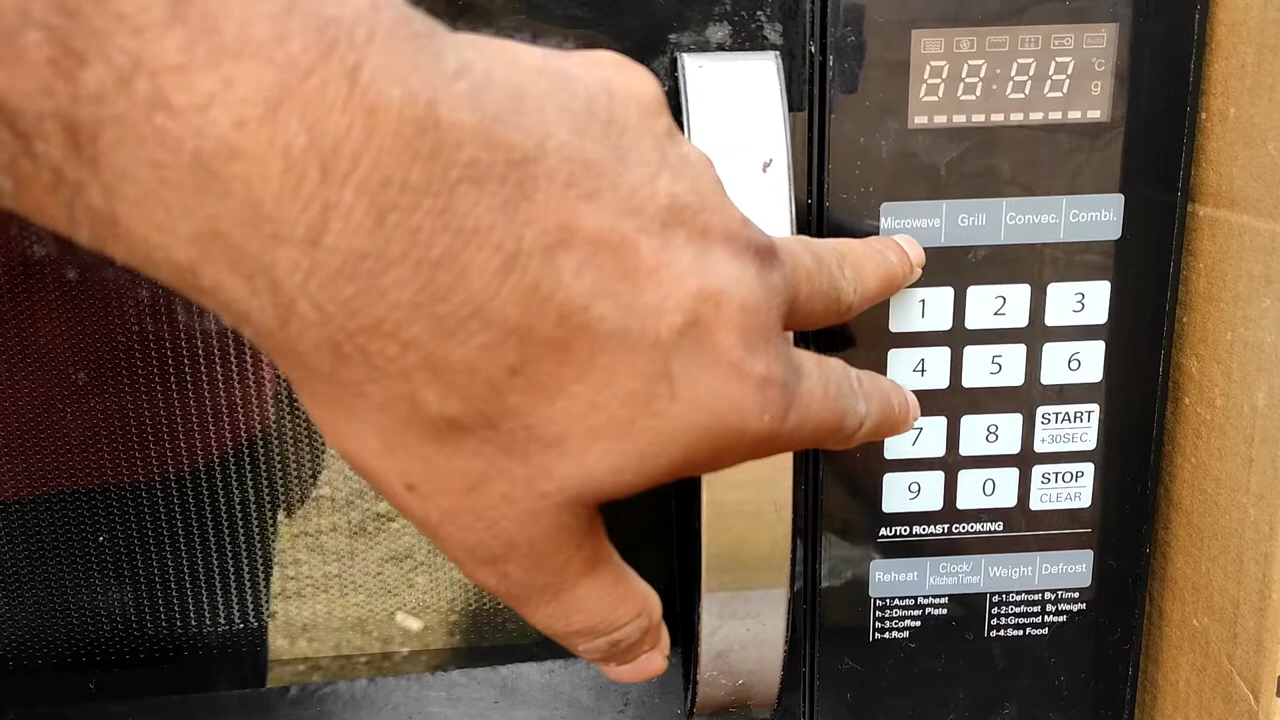 Auto
88:88 °C
g
Microwave Grill Convec. Combi.
1 2 3
4 5 6
7 8 START
+30SEC.
9 0 STOP
CLEAR
AUTO ROAST COOKING
Reheat Clock/ Kitchen Timer Weight Defrost
h-1:Auto Reheat
h-2:Dinner Plate
h-3:Coffee
h-4:Roll
d-1:Defrost By Time
d-2:Defrost By Weight
d-3:Ground Meat
d-4:Sea Food